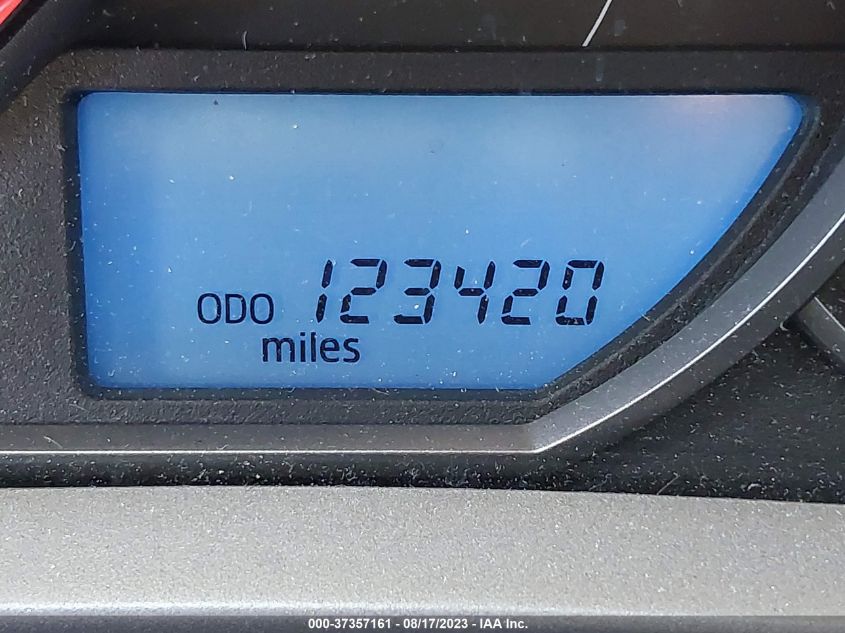 ODO 123420
miles
000-37357161 - 08/17/2023 - IAA Inc.